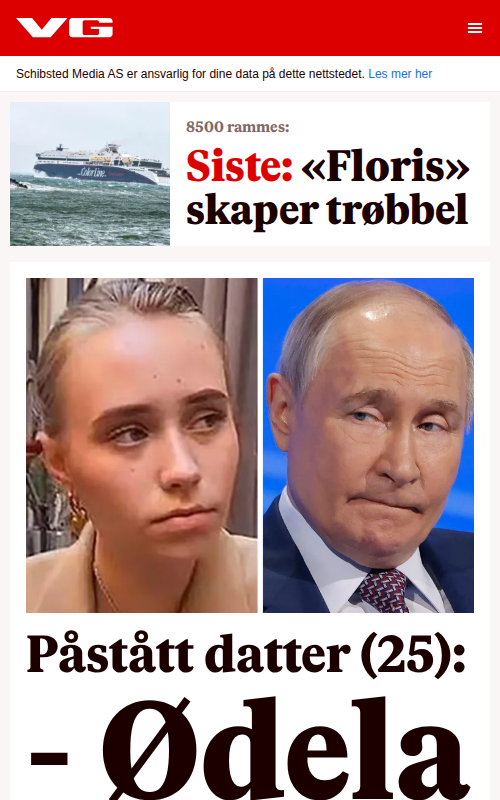 VG
Schibsted Media AS er ansvarlig for dine data på dette nettstedet. Les mer her
Color Line
8500 rammes:
Siste: «Floris»
skaper trøbbel
Påstått datter (25):
- Ødela